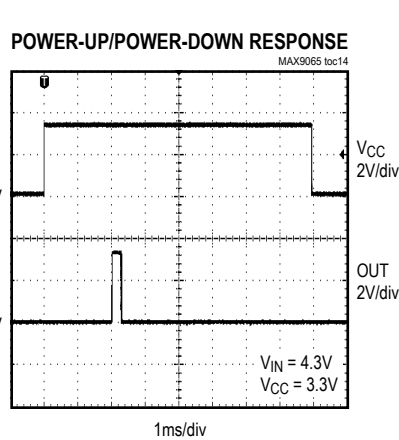 POWER-UP/POWER-DOWN RESPONSE
MAX9065 toc14
T
VCC
2V/div
OUT
2V/div
VIN = 4.3V
VCC = 3.3V
1ms/div